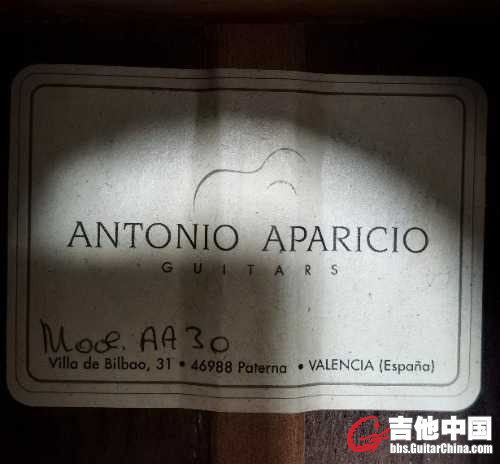 ANTONIO APARICIO
GUITARS
Mod. AA30
Villa de Bilbao, 31 • 46988 Paterna • VALENCIA (España)
吉他中国
bbs.GuitarChina.com